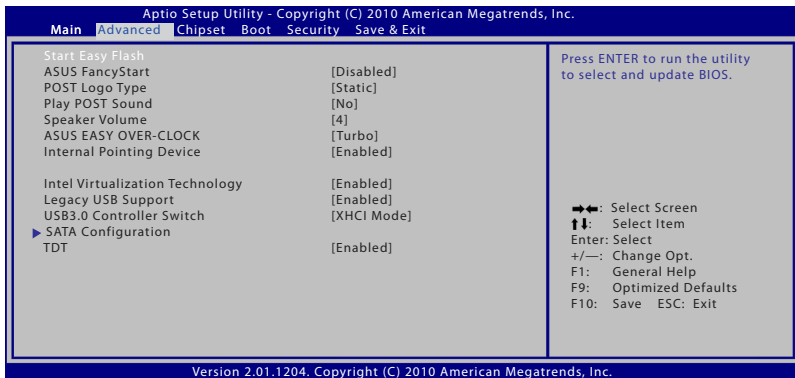 Aptio Setup Utility - Copyright (C) 2010 American Megatrends, Inc.
Main Advanced Chipset Boot Security Save & Exit
Start Easy Flash
ASUS FancyStart [Disabled]
POST Logo Type [Static]
Play POST Sound [No]
Speaker Volume [4]
ASUS EASY OVER-CLOCK [Turbo]
Internal Pointing Device [Enabled]
Intel Virtualization Technology [Enabled]
Legacy USB Support [Enabled]
USB3.0 Controller Switch [XHCI Mode]
SATA Configuration
TDT [Enabled]
Press ENTER to run the utility
to select and update BIOS.
→←: Select Screen
↑↓: Select Item
Enter: Select
+/—: Change Opt.
F1: General Help
F9: Optimized Defaults
F10: Save ESC: Exit
Version 2.01.1204. Copyright (C) 2010 American Megatrends, Inc.